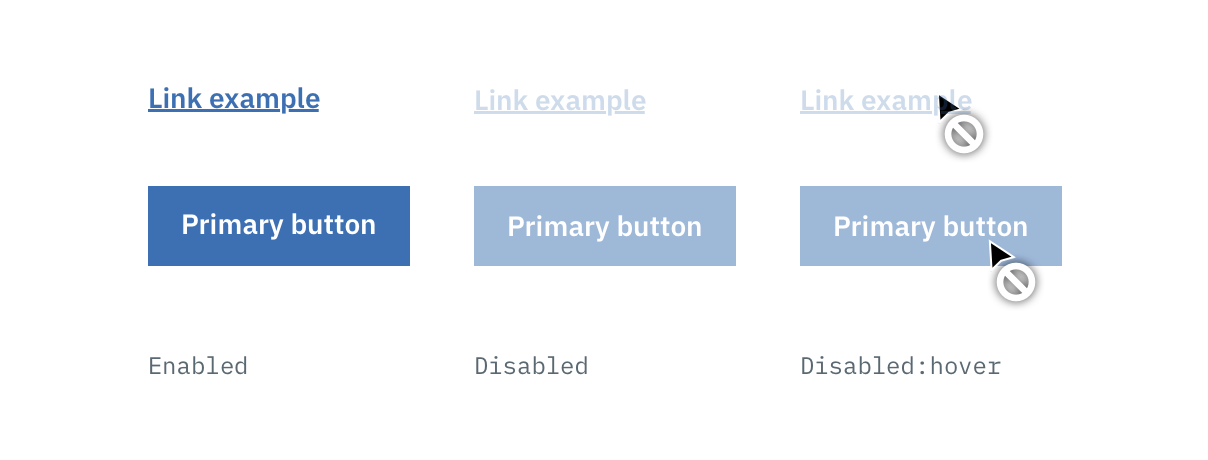 Link example Link example Link example
Primary button Primary button Primary button
Enabled Disabled Disabled:hover